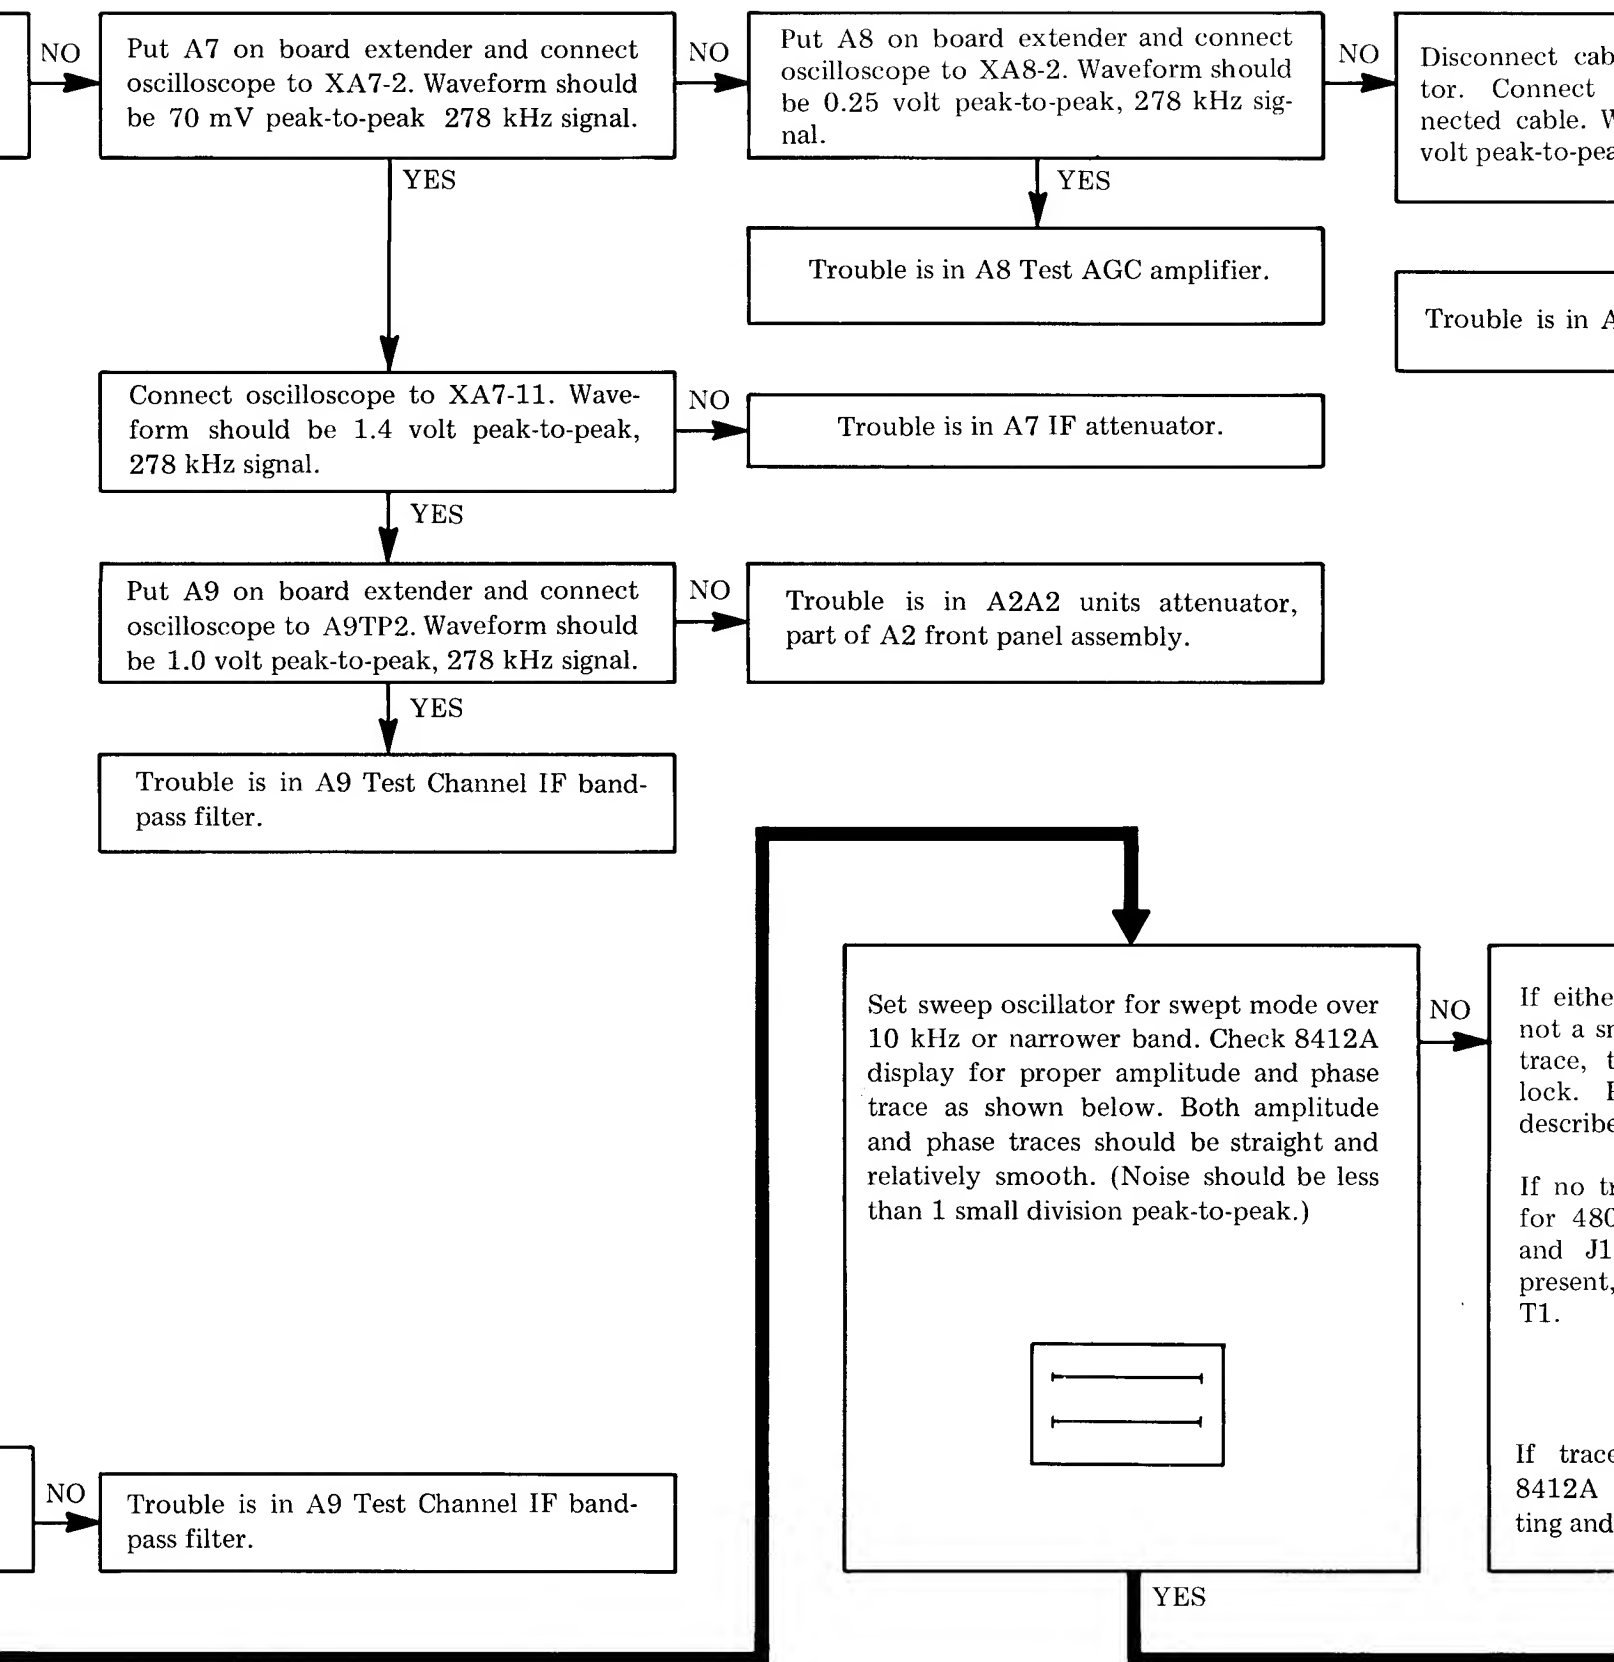 NO
Put A7 on board extender and connect
oscilloscope to XA7-2. Waveform should
be 70 mV peak-to-peak 278 kHz signal.
NO
Put A8 on board extender and connect
oscilloscope to XA8-2. Waveform should
be 0.25 volt peak-to-peak, 278 kHz sig-
nal.
NO
Disconnect
tor. Connect
nected cable.
volt
YES
YES
Trouble is in A8 Test AGC amplifier.
Trouble is in
Connect oscilloscope to XA7-11. Wave-
form should be 1.4 volt peak-to-peak,
278 kHz signal.
NO
Trouble is in A7 IF attenuator.
YES
Put A9 on board extender and connect
oscilloscope to A9TP2. Waveform should
be 1.0 volt peak-to-peak, 278 kHz signal.
NO
Trouble is in A2A2 units attenuator,
part of A2 front panel assembly.
YES
Trouble is in A9 Test Channel IF band-
pass filter.
Set sweep oscillator for swept mode over
10 kHz or narrower band. Check 8412A
display for proper amplitude and phase
trace as shown below. Both amplitude
and phase traces should be straight and
relatively smooth. (Noise should be less
than 1 small division peak-to-peak.)
NO
If
not a
trace,
lock.
If no
for
and
present,
T1.
If
8412A
ting and
NO
Trouble is in A9 Test Channel IF band-
pass filter.
YES